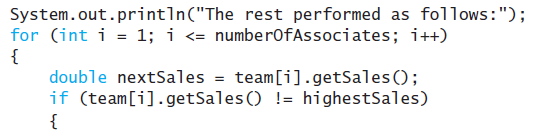 System.out.println("The rest performed as follows:");
for (int i = 1; i <= numberOfAssociates; i++)
{
    double nextSales = team[i].getSales();
    if (team[i].getSales() != highestSales)
    {